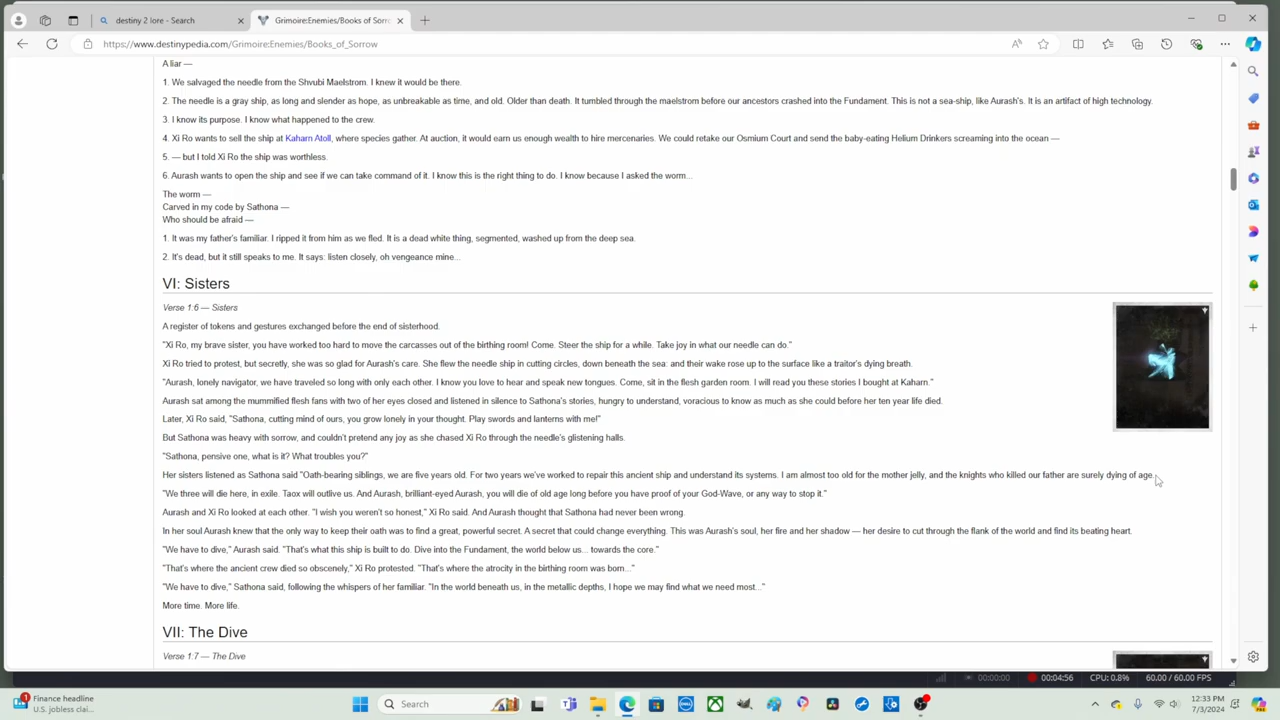 destiny 2 lore - Search
Grimoire:Enemies/Books of Sorro
https://www.destinypedia.com/Grimoire:Enemies/Books_of_Sorrow
A liar —
1. We salvaged the needle from the Shvubi Maelstrom. I knew it would be there.
2. The needle is a gray ship, as long and slender as hope, as unbreakable as time, and old. Older than death. It tumbled through the maelstrom before our ancestors crashed into the Fundament. This is not a sea-ship, like Aurash's. It is an artifact of high technology.
3. I know its purpose. I know what happened to the crew.
4. Xi Ro wants to sell the ship at Kaharn Atoll, where species gather. At auction, it would earn us enough wealth to hire mercenaries. We could retake our Osmium Court and send the baby-eating Helium Drinkers screaming into the ocean —
5. — but I told Xi Ro the ship was worthless.
6. Aurash wants to open the ship and see if we can take command of it. I know this is the right thing to do. I know because I asked the worm...
The worm —
Carved in my code by Sathona —
Who should be afraid —
1. It was my father's familiar. I ripped it from him as we fled. It is a dead white thing, segmented, washed up from the deep sea.
2. It's dead, but it still speaks to me. It says: listen closely, oh vengeance mine...
VI: Sisters
Verse 1:6 — Sisters
A register of tokens and gestures exchanged before the end of sisterhood.
"Xi Ro, my brave sister, you have worked too hard to move the carcasses out of the birthing room! Come. Steer the ship for a while. Take joy in what our needle can do."
Xi Ro tried to protest, but secretly, she was so glad for Aurash's care. She flew the needle ship in cutting circles, down beneath the sea: and their wake rose up to the surface like a traitor's dying breath.
"Aurash, lonely navigator, we have traveled so long with only each other. I know you love to hear and speak new tongues. Come, sit in the flesh garden room. I will read you these stories I bought at Kaharn."
Aurash sat among the mummified flesh fans with two of her eyes closed and listened in silence to Sathona's stories, hungry to understand, voracious to know as much as she could before her ten year life died.
Later, Xi Ro said, "Sathona, cutting mind of ours, you grow lonely in your thought. Play swords and lanterns with me!"
But Sathona was heavy with sorrow, and couldn't pretend any joy as she chased Xi Ro through the needle's glistening halls.
"Sathona, pensive one, what is it? What troubles you?"
Her sisters listened as Sathona said "Oath-bearing siblings, we are five years old. For two years we've worked to repair this ancient ship and understand its systems. I am almost too old for the mother jelly, and the knights who killed our father are surely dying of age.
"We three will die here, in exile. Taox will outlive us. And Aurash, brilliant-eyed Aurash, you will die of old age long before you have proof of your God-Wave, or any way to stop it."
Aurash and Xi Ro looked at each other. "I wish you weren't so honest," Xi Ro said. And Aurash thought that Sathona had never been wrong.
In her soul Aurash knew that the only way to keep their oath was to find a great, powerful secret. A secret that could change everything. This was Aurash's soul, her fire and her shadow — her desire to cut through the flank of the world and find its beating heart.
"We have to dive," Aurash said. "That's what this ship is built to do. Dive into the Fundament, the world below us... towards the core."
"That's where the ancient crew died so obscenely," Xi Ro protested. "That's where the atrocity in the birthing room was born..."
"We have to dive," Sathona said, following the whispers of her familiar. "In the world beneath us, in the metallic depths, I hope we may find what we need most..."
More time. More life.
VII: The Dive
Verse 1:7 — The Dive
00:00:00
00:04:56
CPU: 0.8%
60.00 / 60.00 FPS
1
Finance headline
U.S. jobless clai...
Search
12:33 PM
7/3/2024